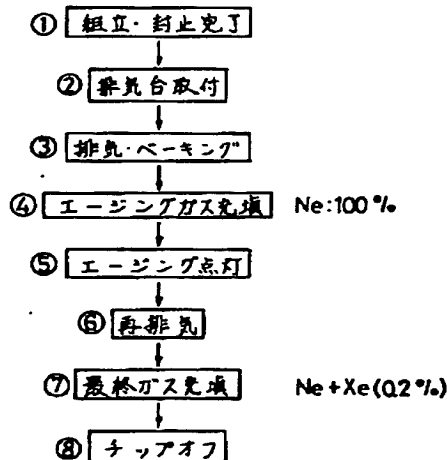 ① 組立・封止完了
② 排気台取付
③ 排気・ベーキング
④ エージングガス充填 Ne:100%
⑤ エージング点灯
⑥ 再排気
⑦ 最終ガス充填 Ne+Xe(0.2%)
⑧ チップオフ